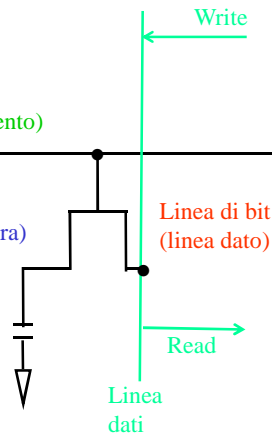 Write
ento)
Linea di bit
ra)
(linea dato)
Read
Linea
dati